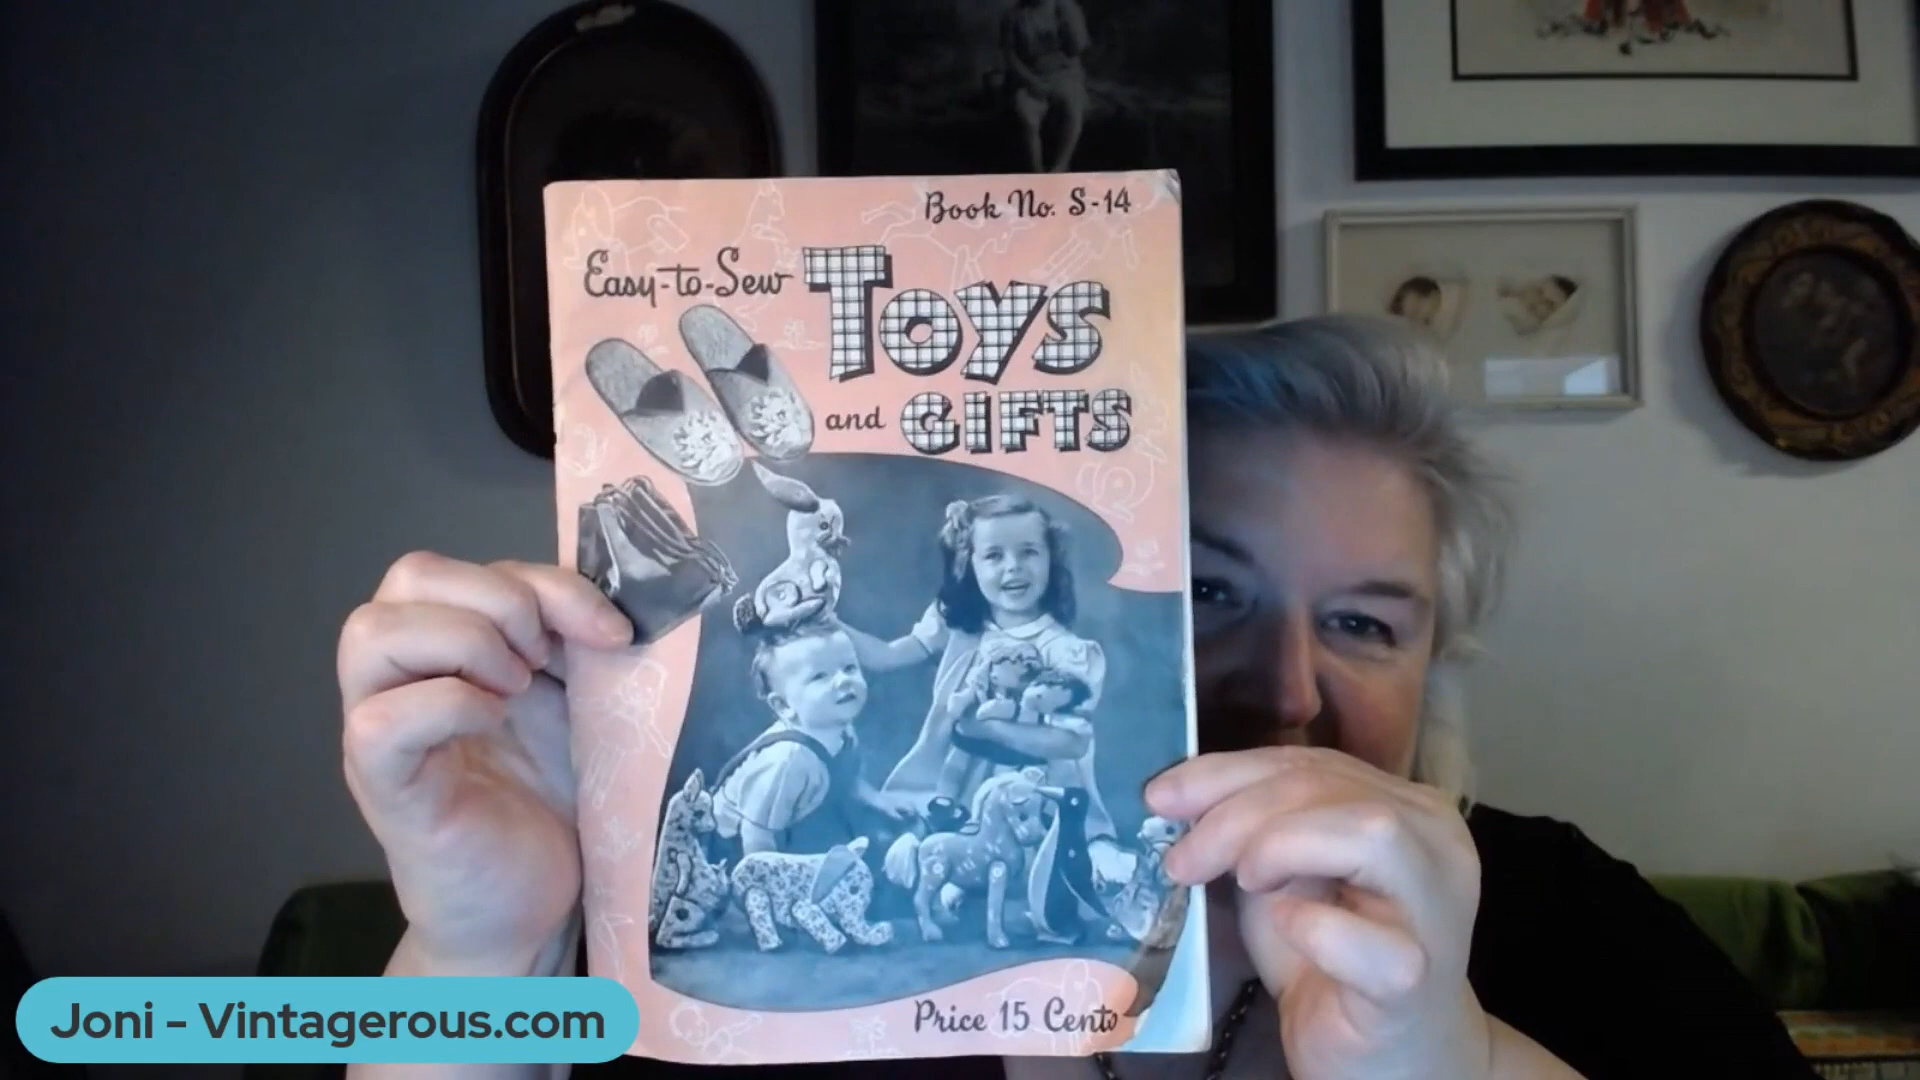 Book No. S-14
Easy-to-Sew Toys
and GIFTS
Price 15 Cents
Joni - Vintagerous.com